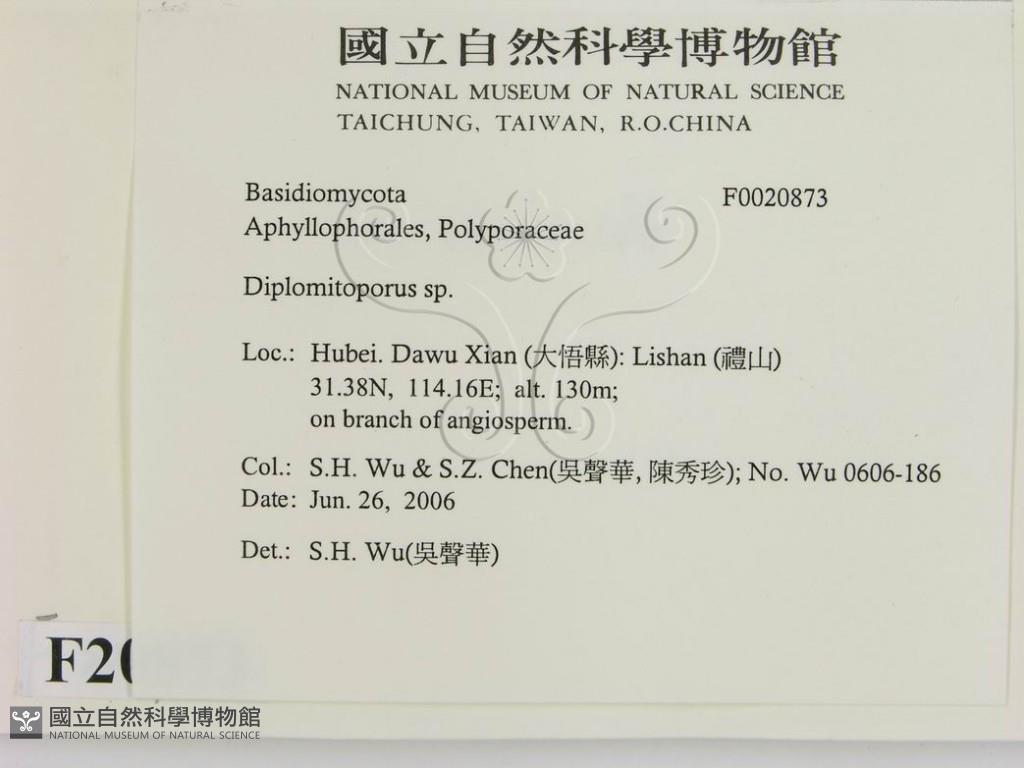 國立自然科學博物館
NATIONAL MUSEUM OF NATURAL SCIENCE
TAICHUNG, TAIWAN, R.O.CHINA
Basidiomycota F0020873
Aphyllophorales, Polyporaceae
Diplomitoporus sp.
Loc.: Hubei. Dawu Xian (大悟縣): Lishan (禮山)
31.38N, 114.16E; alt. 130m;
on branch of angiosperm.
Col.: S.H. Wu & S.Z. Chen(吳聲華, 陳秀珍); No. Wu 0606-186
Date: Jun. 26, 2006
Det.: S.H. Wu(吳聲華)
國立自然科學博物館
NATIONAL MUSEUM OF NATURAL SCIENCE